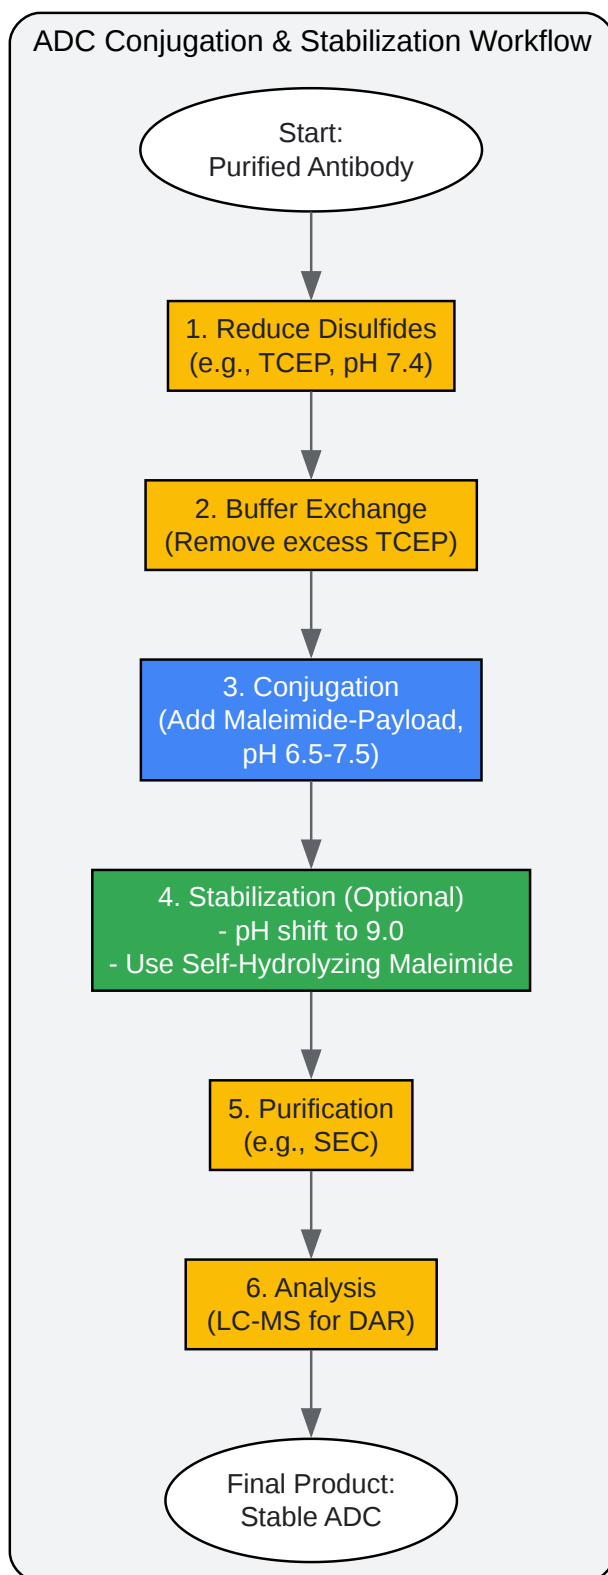 ADC Conjugation & Stabilization Workflow
Start:
Purified Antibody
1. Reduce Disulfides
(e.g., TCEP, pH 7.4)
2. Buffer Exchange
(Remove excess TCEP)
3. Conjugation
(Add Maleimide-Payload,
pH 6.5-7.5)
4. Stabilization (Optional)
- pH shift to 9.0
- Use Self-Hydrolyzing Maleimide
5. Purification
(e.g., SEC)
6. Analysis
(LC-MS for DAR)
Final Product:
Stable ADC